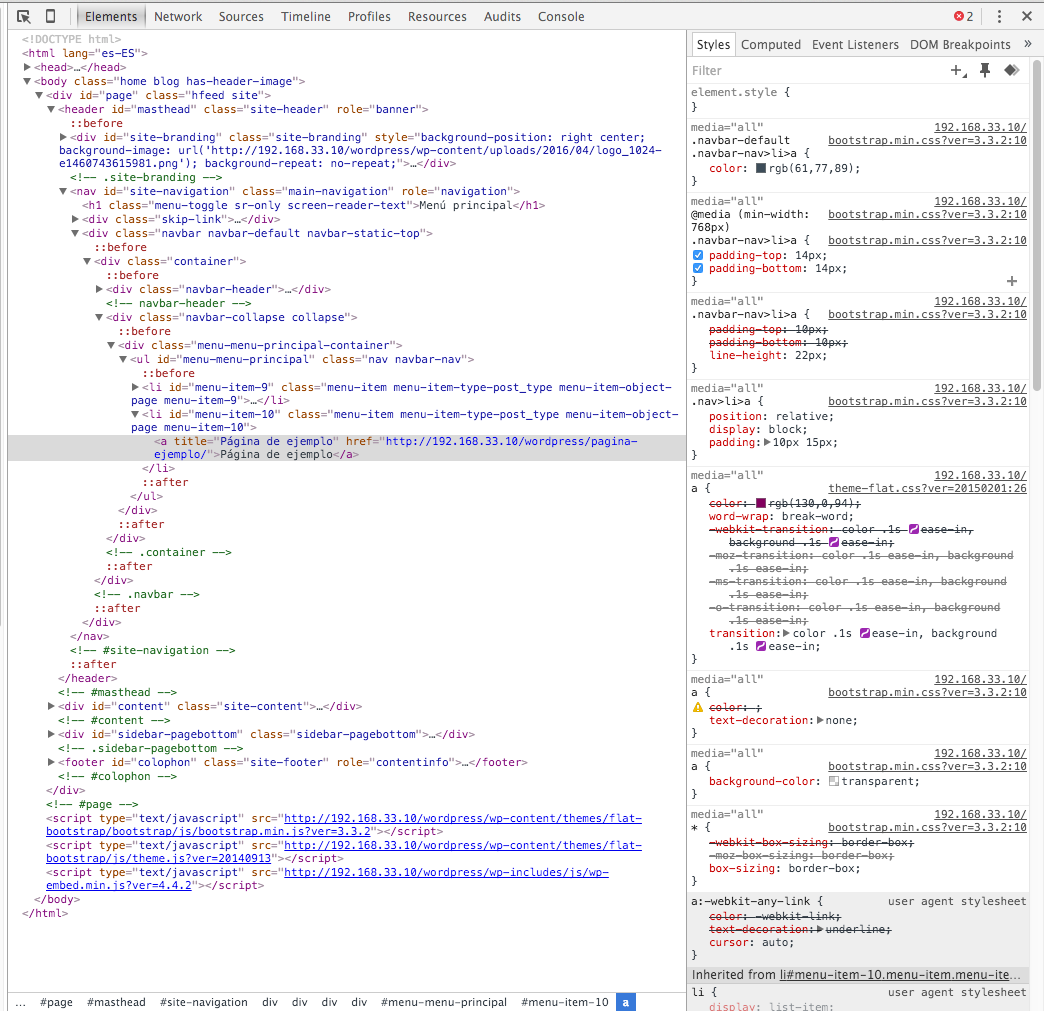 Elements Network Sources Timeline Profiles Resources Audits Console 2
<!DOCTYPE html>
<html lang="es-ES">
<head>…</head>
<body class="home blog has-header-image">
<div id="page" class="hfeed site">
<header id="masthead" class="site-header" role="banner">
::before
<div id="site-branding" class="site-branding" style="background-position: right center;
background-image: url('http://192.168.33.10/wordpress/wp-content/uploads/2016/04/logo_1024-
e1460743615981.png'); background-repeat: no-repeat;">…</div>
<!-- .site-branding -->
<nav id="site-navigation" class="main-navigation" role="navigation">
<h1 class="menu-toggle sr-only screen-reader-text">Menú principal</h1>
<div class="skip-link">…</div>
<div class="navbar navbar-default navbar-static-top">
::before
<div class="container">
::before
<div class="navbar-header">…</div>
<!-- navbar-header -->
<div class="navbar-collapse collapse">
::before
<div class="menu-menu-principal-container">
<ul id="menu-menu-principal" class="nav navbar-nav">
::before
<li id="menu-item-9" class="menu-item menu-item-type-post_type menu-item-object-
page menu-item-9">…</li>
<li id="menu-item-10" class="menu-item menu-item-type-post_type menu-item-object-
page menu-item-10">
<a title="Página de ejemplo" href="http://192.168.33.10/wordpress/pagina-
ejemplo/">Página de ejemplo</a>
</li>
::after
</ul>
</div>
::after
</div>
<!-- .container -->
::after
</div>
<!-- .navbar -->
::after
</div>
</nav>
<!-- #site-navigation -->
::after
</header>
<!-- #masthead -->
<div id="content" class="site-content">…</div>
<!-- #content -->
<div id="sidebar-pagebottom" class="sidebar-pagebottom">…</div>
<!-- .sidebar-pagebottom -->
<footer id="colophon" class="site-footer" role="contentinfo">…</footer>
<!-- #colophon -->
</div>
<!-- #page -->
<script type="text/javascript" src="http://192.168.33.10/wordpress/wp-content/themes/flat-
bootstrap/bootstrap/js/bootstrap.min.js?ver=3.3.2"></script>
<script type="text/javascript" src="http://192.168.33.10/wordpress/wp-content/themes/flat-
bootstrap/js/theme.js?ver=20140913"></script>
<script type="text/javascript" src="http://192.168.33.10/wordpress/wp-includes/js/wp-
embed.min.js?ver=4.4.2"></script>
</body>
</html>
... #page #masthead #site-navigation div div div div #menu-menu-principal #menu-item-10 a
Styles Computed Event Listeners DOM Breakpoints »
Filter
element.style {
}
media="all" 192.168.33.10/
.navbar-default bootstrap.min.css?ver=3.3.2:10
.navbar-nav>li>a {
color: rgb(61,77,89);
}
media="all" 192.168.33.10/
@media (min-width: bootstrap.min.css?ver=3.3.2:10
768px)
.navbar-nav>li>a { bootstrap.min.css?ver=3.3.2:10
padding-top: 14px;
padding-bottom: 14px;
}
media="all" 192.168.33.10/
.navbar-nav>li>a { bootstrap.min.css?ver=3.3.2:10
padding-top: 10px;
padding-bottom: 10px;
line-height: 22px;
}
media="all" 192.168.33.10/
.nav>li>a { bootstrap.min.css?ver=3.3.2:10
position: relative;
display: block;
padding: 10px 15px;
}
media="all" 192.168.33.10/
a { theme-flat.css?ver=20150201:26
color: rgb(130,0,94);
word-wrap: break-word;
-webkit-transition: color .1s ease-in,
background .1s ease-in;
-moz-transition: color .1s ease-in, background
.1s ease-in;
-ms-transition: color .1s ease-in, background
.1s ease-in;
-o-transition: color .1s ease-in, background
.1s ease-in;
transition: color .1s ease-in, background
.1s ease-in;
}
media="all" 192.168.33.10/
a { bootstrap.min.css?ver=3.3.2:10
color: ;
text-decoration: none;
}
media="all" 192.168.33.10/
a { bootstrap.min.css?ver=3.3.2:10
background-color: transparent;
}
media="all" 192.168.33.10/
* { bootstrap.min.css?ver=3.3.2:10
-webkit-box-sizing: border-box;
-moz-box-sizing: border-box;
box-sizing: border-box;
}
a:-webkit-any-link { user agent stylesheet
color: -webkit-link;
text-decoration: underline;
cursor: auto;
}
Inherited from li#menu-item-10.menu-item.menu-ite…
li { user agent stylesheet
display: list-item;